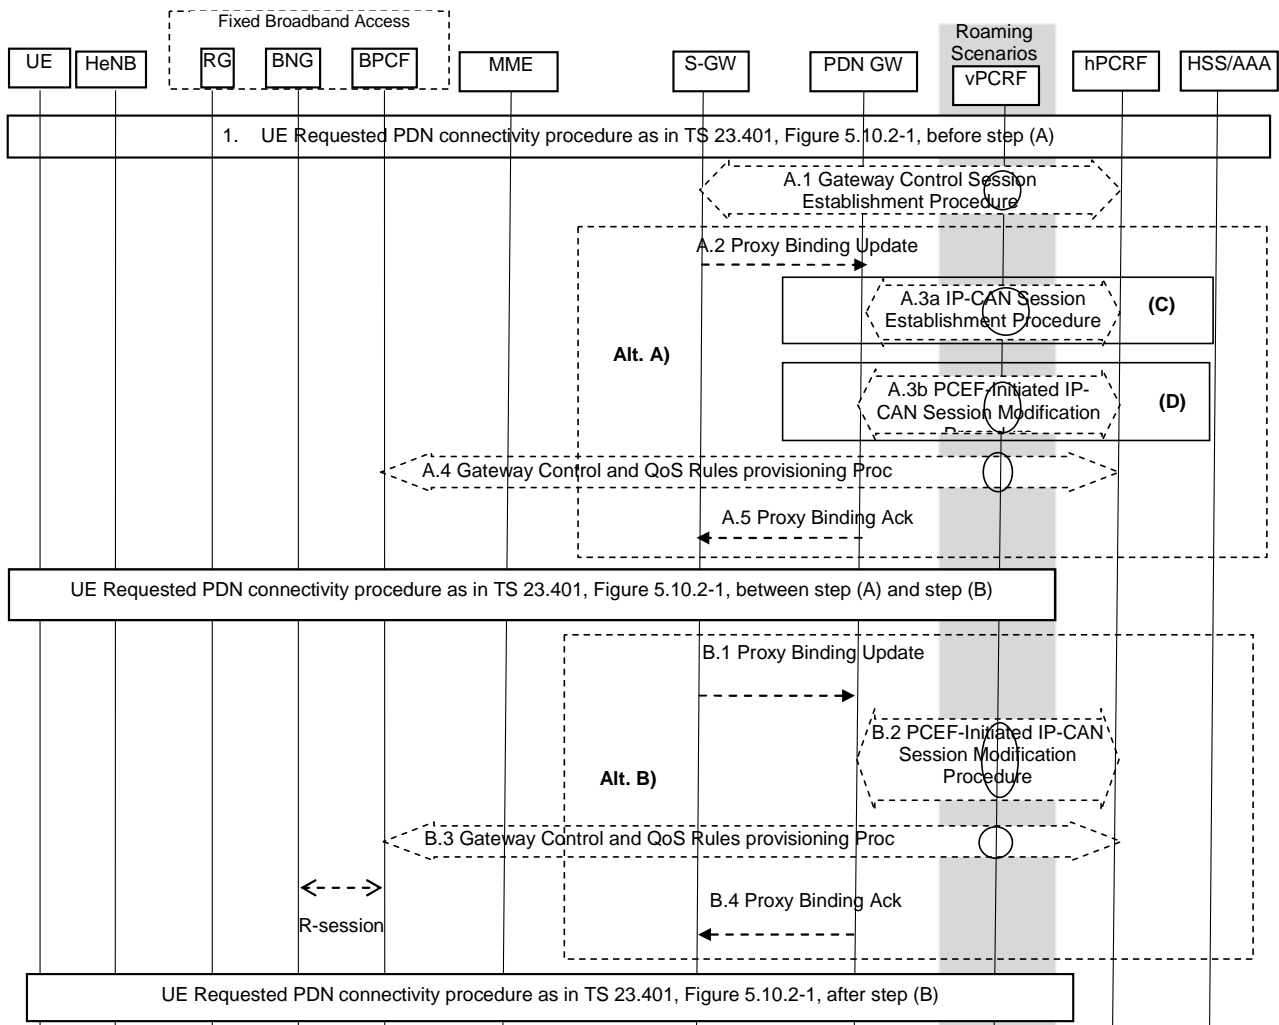 Fixed Broadband Access
Roaming
Scenarios
UE
HeNB
RG
BNG
BPCF
MME
S-GW
PDN GW
vPCRF
hPCRF
HSS/AAA
1. UE Requested PDN connectivity procedure as in TS 23.401, Figure 5.10.2-1, before step (A)
A.1 Gateway Control Session
Establishment Procedure
A.2 Proxy Binding Update
A.3a IP-CAN Session
Establishment Procedure
(C)
Alt. A)
A.3b PCEF-Initiated IP-
CAN Session Modification
(D)
A.4 Gateway Control and QoS Rules provisioning Proc
A.5 Proxy Binding Ack
UE Requested PDN connectivity procedure as in TS 23.401, Figure 5.10.2-1, between step (A) and step (B)
B.1 Proxy Binding Update
B.2 PCEF-Initiated IP-CAN
Session Modification
Procedure
Alt. B)
B.3 Gateway Control and QoS Rules provisioning Proc
B.4 Proxy Binding Ack
R-session
UE Requested PDN connectivity procedure as in TS 23.401, Figure 5.10.2-1, after step (B)